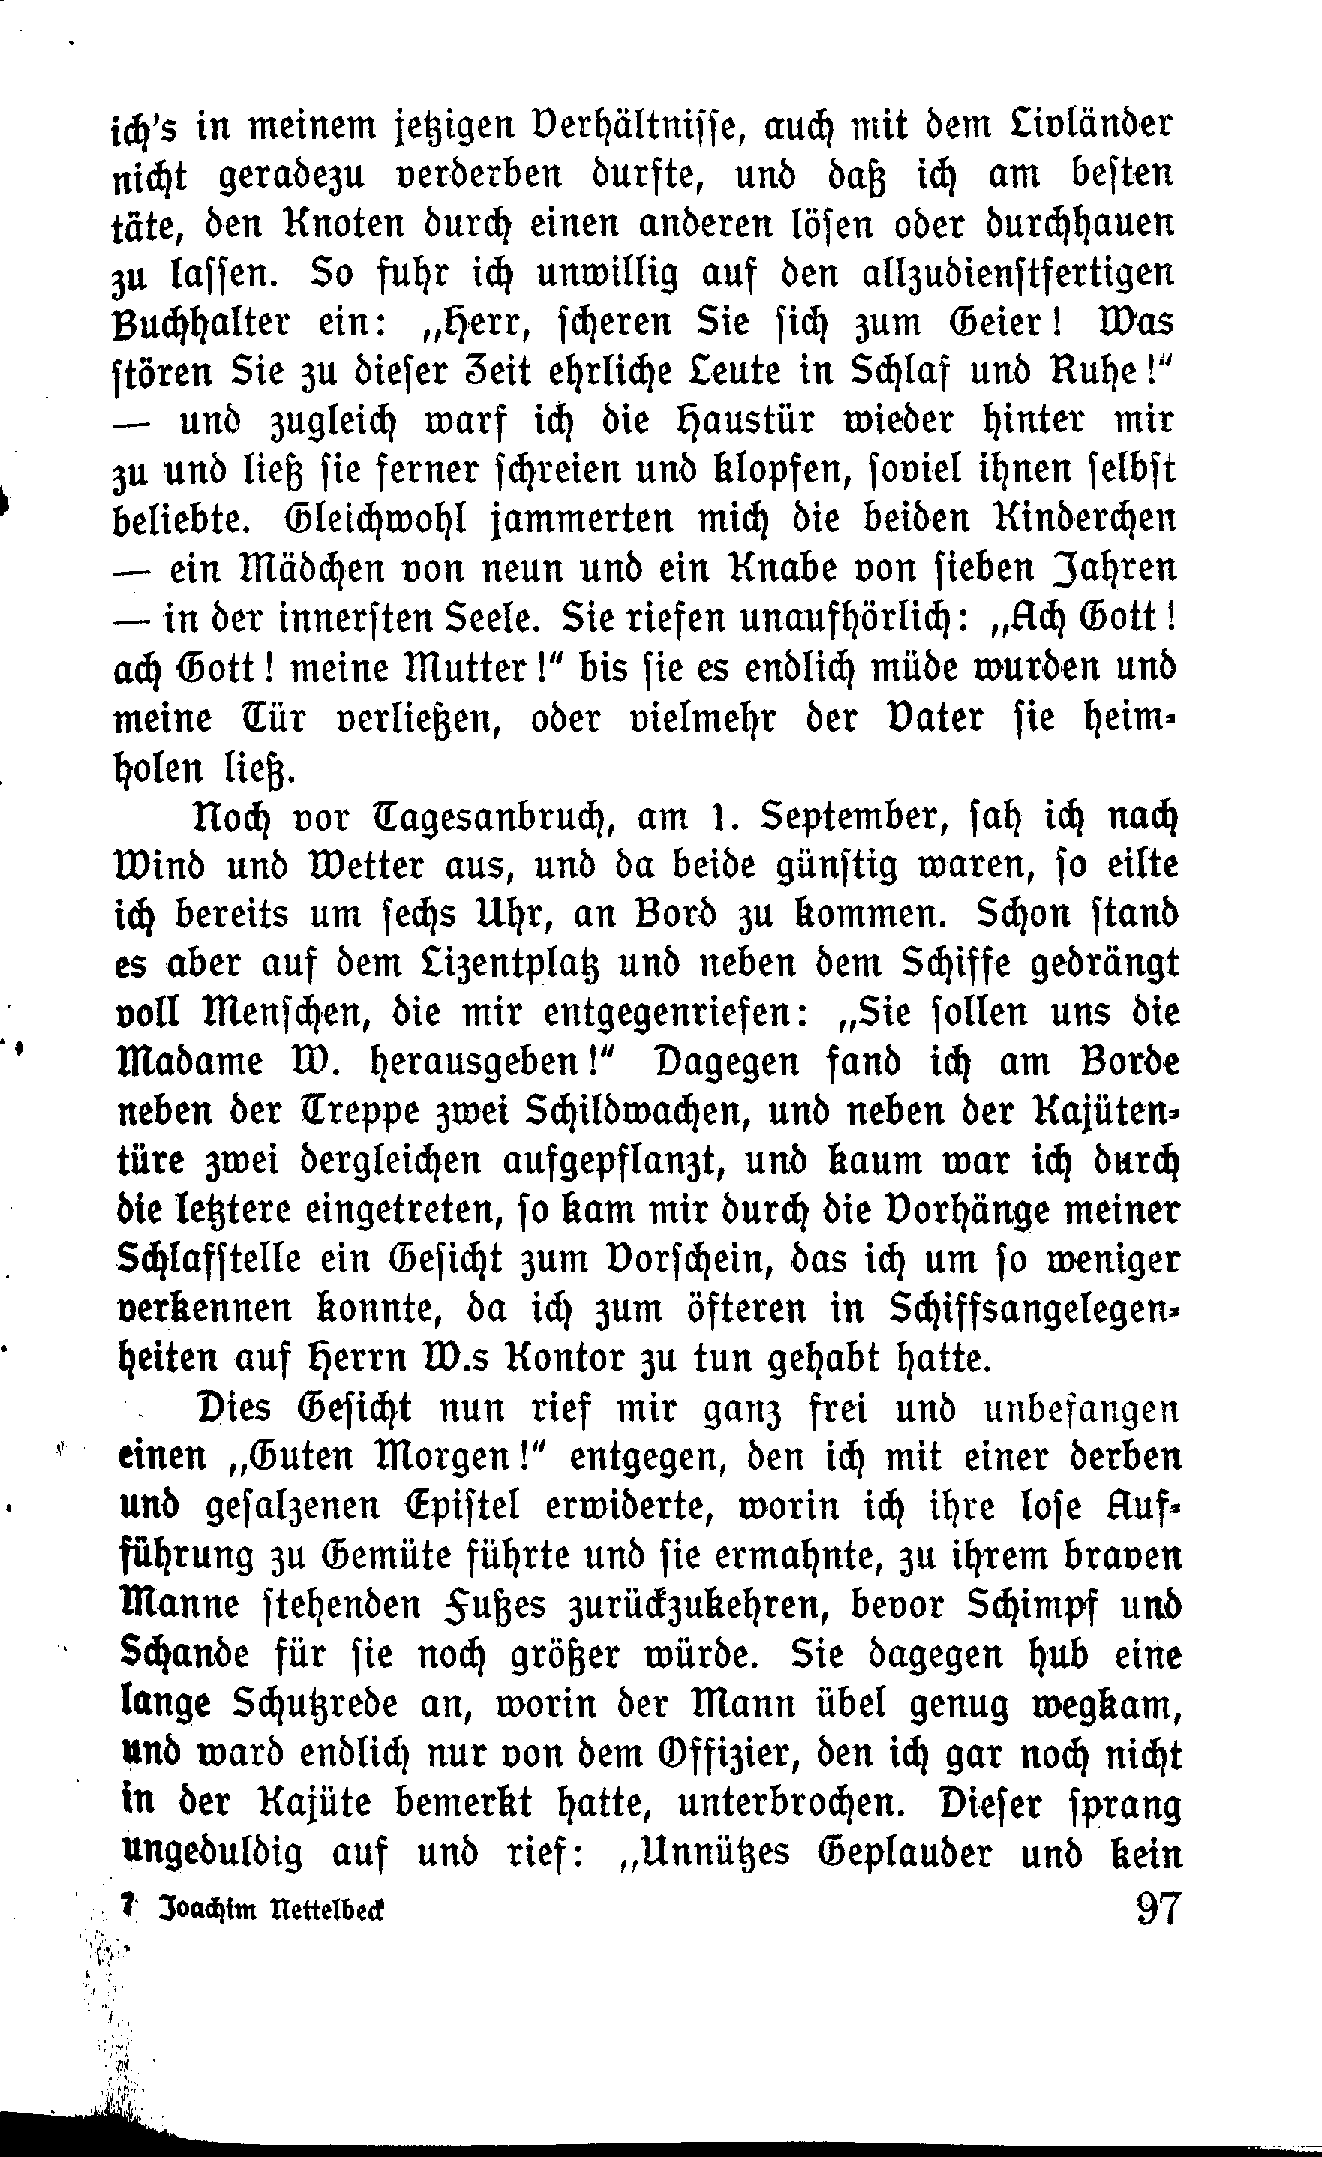 ich's in meinem jetzigen Verhältnisse, auch mit dem Livländer
nicht geradezu verderben durfte, und daß ich am besten
täte, den Knoten durch einen anderen lösen oder durchhauen
zu lassen. So fuhr ich unwillig auf den allzudienstfertigen
Buchhalter ein: „Herr, scheren Sie sich zum Geier! Was
stören Sie zu dieser Zeit ehrliche Leute in Schlaf und Ruhe!“
— und zugleich warf ich die Haustür wieder hinter mir
zu und ließ sie ferner schreien und klopfen, soviel ihnen selbst
beliebte. Gleichwohl jammerten mich die beiden Kinderchen
— ein Mädchen von neun und ein Knabe von sieben Jahren
— in der innersten Seele. Sie riefen unaufhörlich: „Ach Gott!
ach Gott! meine Mutter!“ bis sie es endlich müde wurden und
meine Tür verließen, oder vielmehr der Vater sie heim-
holen ließ.
Noch vor Tagesanbruch, am 1. September, sah ich nach
Wind und Wetter aus, und da beide günstig waren, so eilte
ich bereits um sechs Uhr, an Bord zu kommen. Schon stand
es aber auf dem Lizentplatz und neben dem Schiffe gedrängt
voll Menschen, die mir entgegenriefen: „Sie sollen uns die
Madame W. herausgeben!“ Dagegen fand ich am Borde
neben der Treppe zwei Schildwachen, und neben der Kajüten-
türe zwei dergleichen aufgepflanzt, und kaum war ich durch
die letztere eingetreten, so kam mir durch die Vorhänge meiner
Schlafstelle ein Gesicht zum Vorschein, das ich um so weniger
verkennen konnte, da ich zum öfteren in Schiffsangelegen-
heiten auf Herrn W.s Kontor zu tun gehabt hatte.
Dies Gesicht nun rief mir ganz frei und unbefangen
einen „Guten Morgen!“ entgegen, den ich mit einer derben
und gesalzenen Epistel erwiderte, worin ich ihre lose Auf-
führung zu Gemüte führte und sie ermahnte, zu ihrem braven
Manne stehenden Fußes zurückzukehren, bevor Schimpf und
Schande für sie noch größer würde. Sie dagegen hub eine
lange Schutzrede an, worin der Mann übel genug wegkam,
und ward endlich nur von dem Offizier, den ich gar noch nicht
in der Kajüte bemerkt hatte, unterbrochen. Dieser sprang
ungeduldig auf und rief: „Unnützes Geplauder und kein
7 Joachim Nettelbeck 97